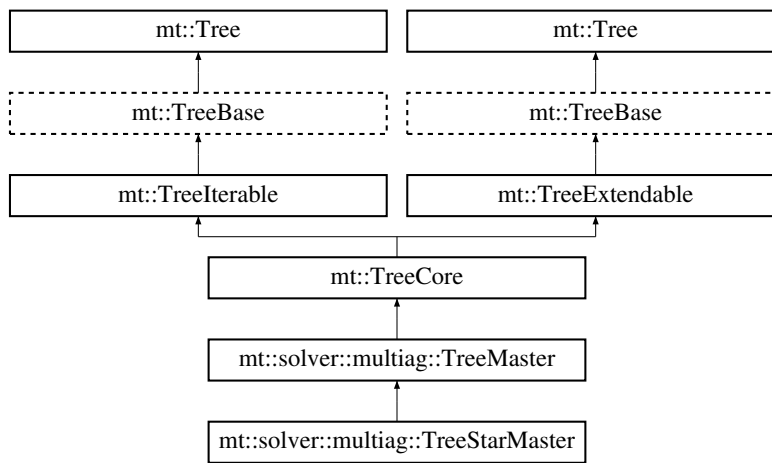 mt::Tree
mt::Tree
mt::TreeBase
mt::TreeBase
mt::TreeIterable
mt::TreeExtendable
mt::TreeCore
mt::solver::multiag::TreeMaster
mt::solver::multiag::TreeStarMaster